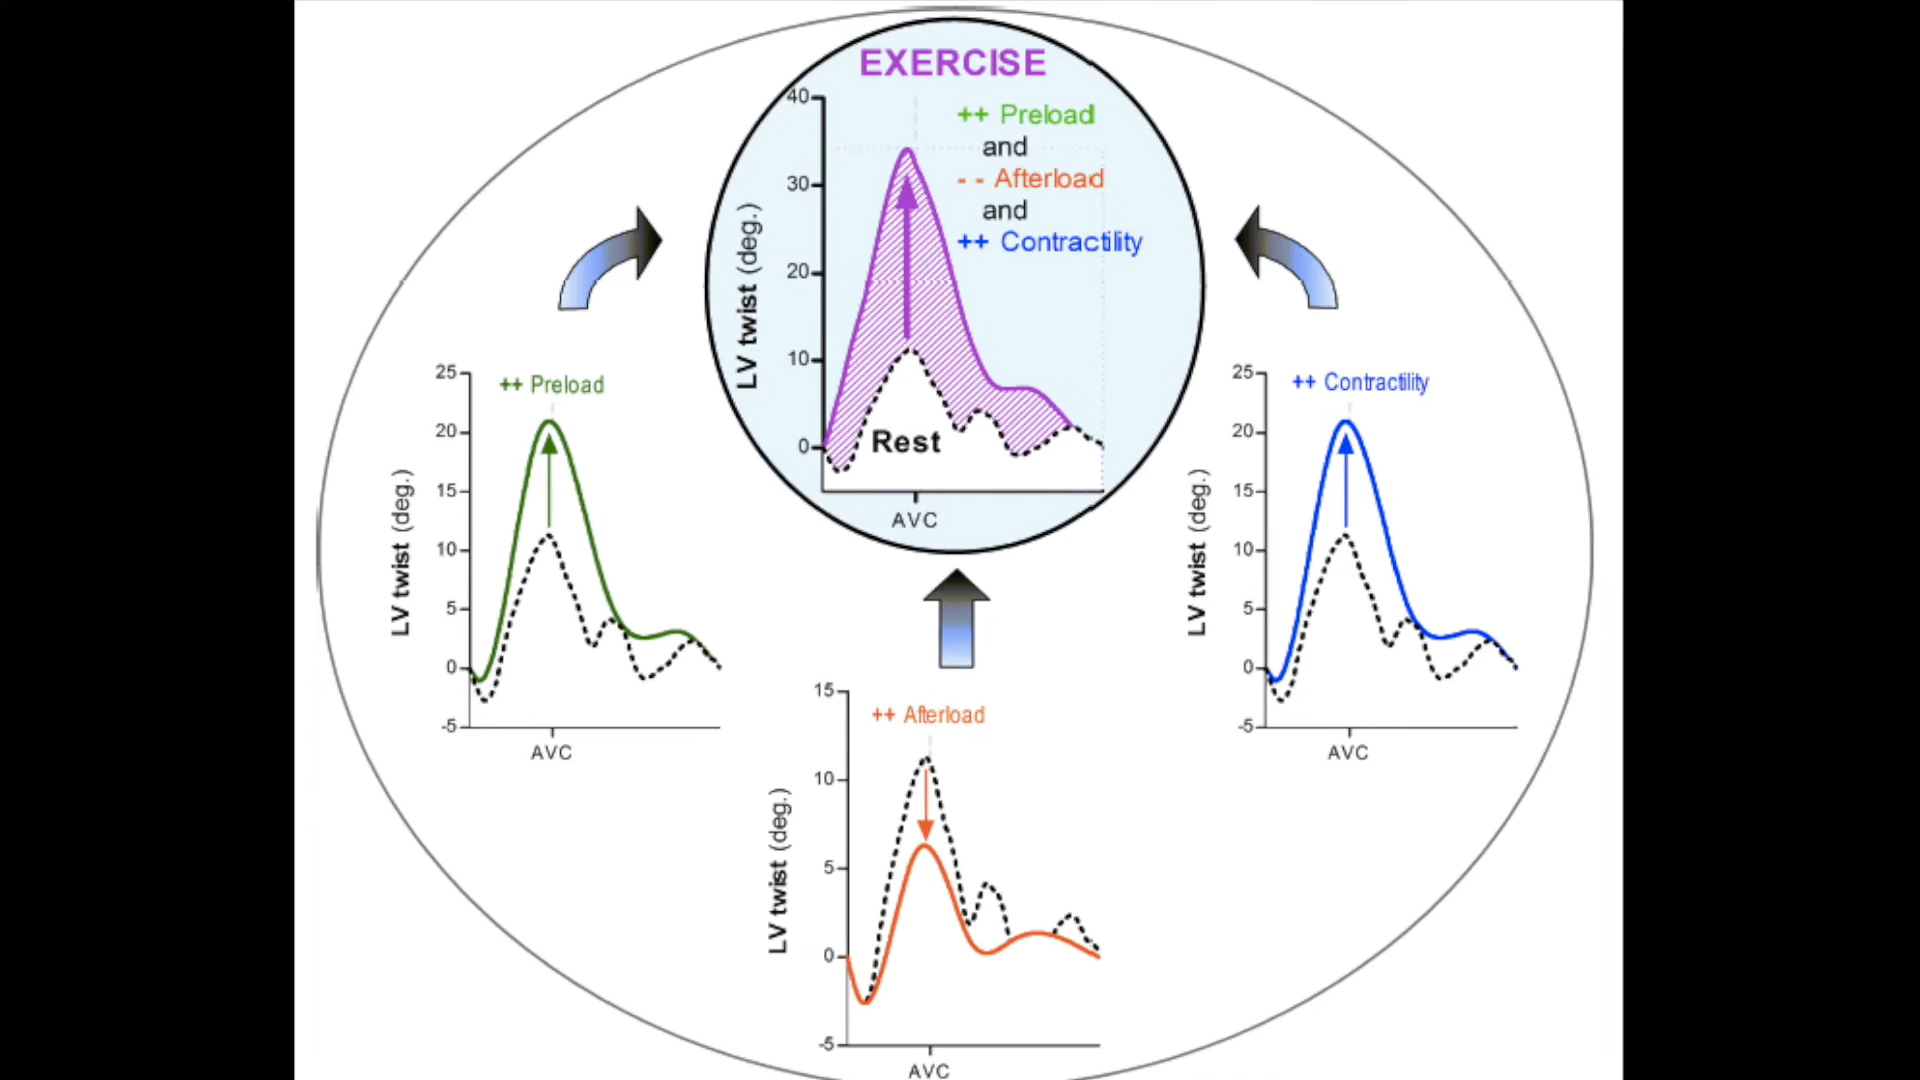 EXERCISE
40
30
20
10
0
LV twist (deg.)
++ Preload
and
- - Afterload
and
++ Contractility
Rest
AVC
++ Preload
25
20
15
10
5
0
-5
LV twist (deg.)
AVC
++ Contractility
25
20
15
10
5
0
-5
LV twist (deg.)
AVC
++ Afterload
15
10
5
0
-5
LV twist (deg.)
AVC